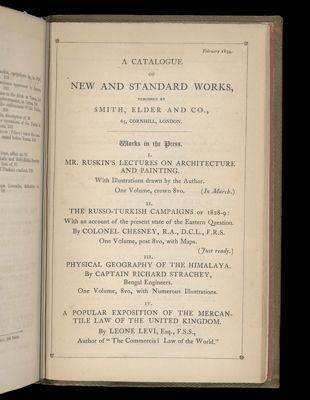 February 1854.
A CATALOGUE
OF
NEW AND STANDARD WORKS,
PUBLISHED BY
SMITH, ELDER AND CO.,
65, CORNHILL, LONDON.
Works in the Press.
I.
MR. RUSKIN'S LECTURES ON ARCHITECTURE
AND PAINTING.
With Illustrations drawn by the Author.
One Volume, crown 8vo. (In March.)
II.
THE RUSSO-TURKISH CAMPAIGNS OF 1828-9:
With an account of the present state of the Eastern Question.
By COLONEL CHESNEY, R.A., D.C.L., F.R.S.
One Volume, post 8vo, with Maps.
(Just ready.)
III.
PHYSICAL GEOGRAPHY OF THE HIMALAYA.
By CAPTAIN RICHARD STRACHEY,
Bengal Engineers.
One Volume, 8vo, with Numerous Illustrations.
IV.
A POPULAR EXPOSITION OF THE MERCAN-
TILE LAW OF THE UNITED KINGDOM.
By LEONE LEVI, Esq., F.S.S.,
Author of "The Commercial Law of the World."